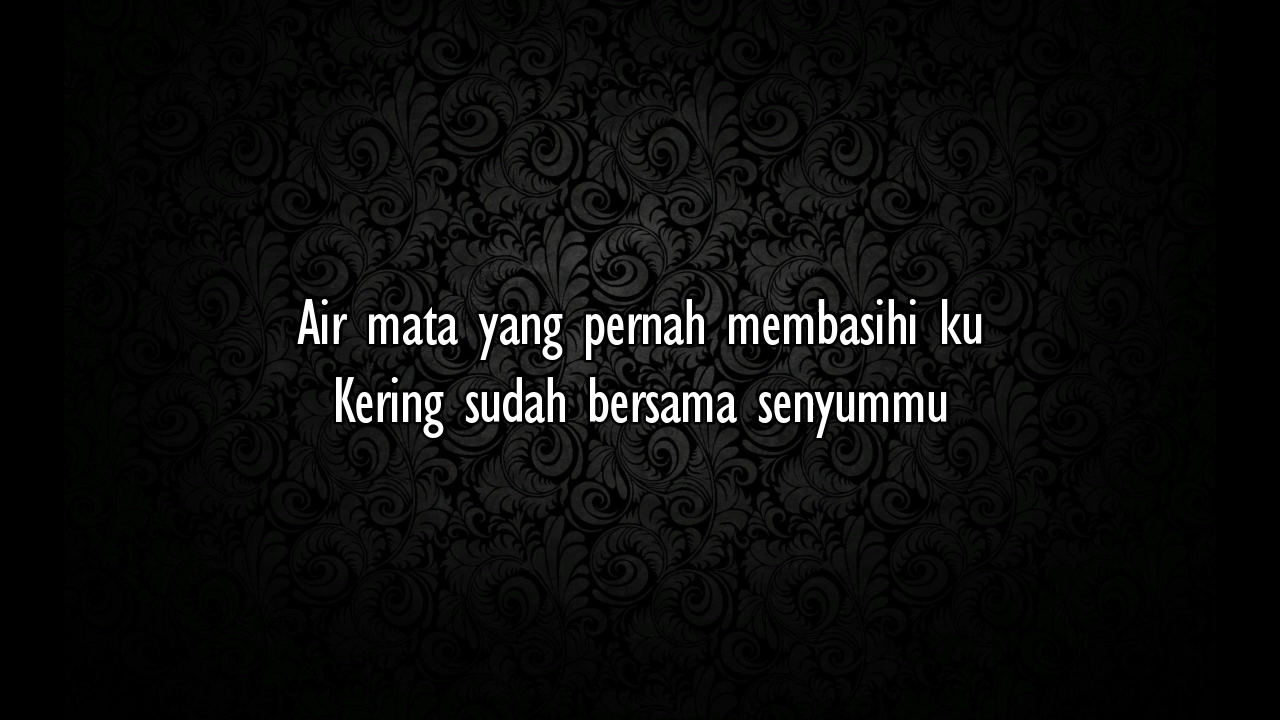 Air mata yang pernah membasihi ku
Kering sudah bersama senyummu